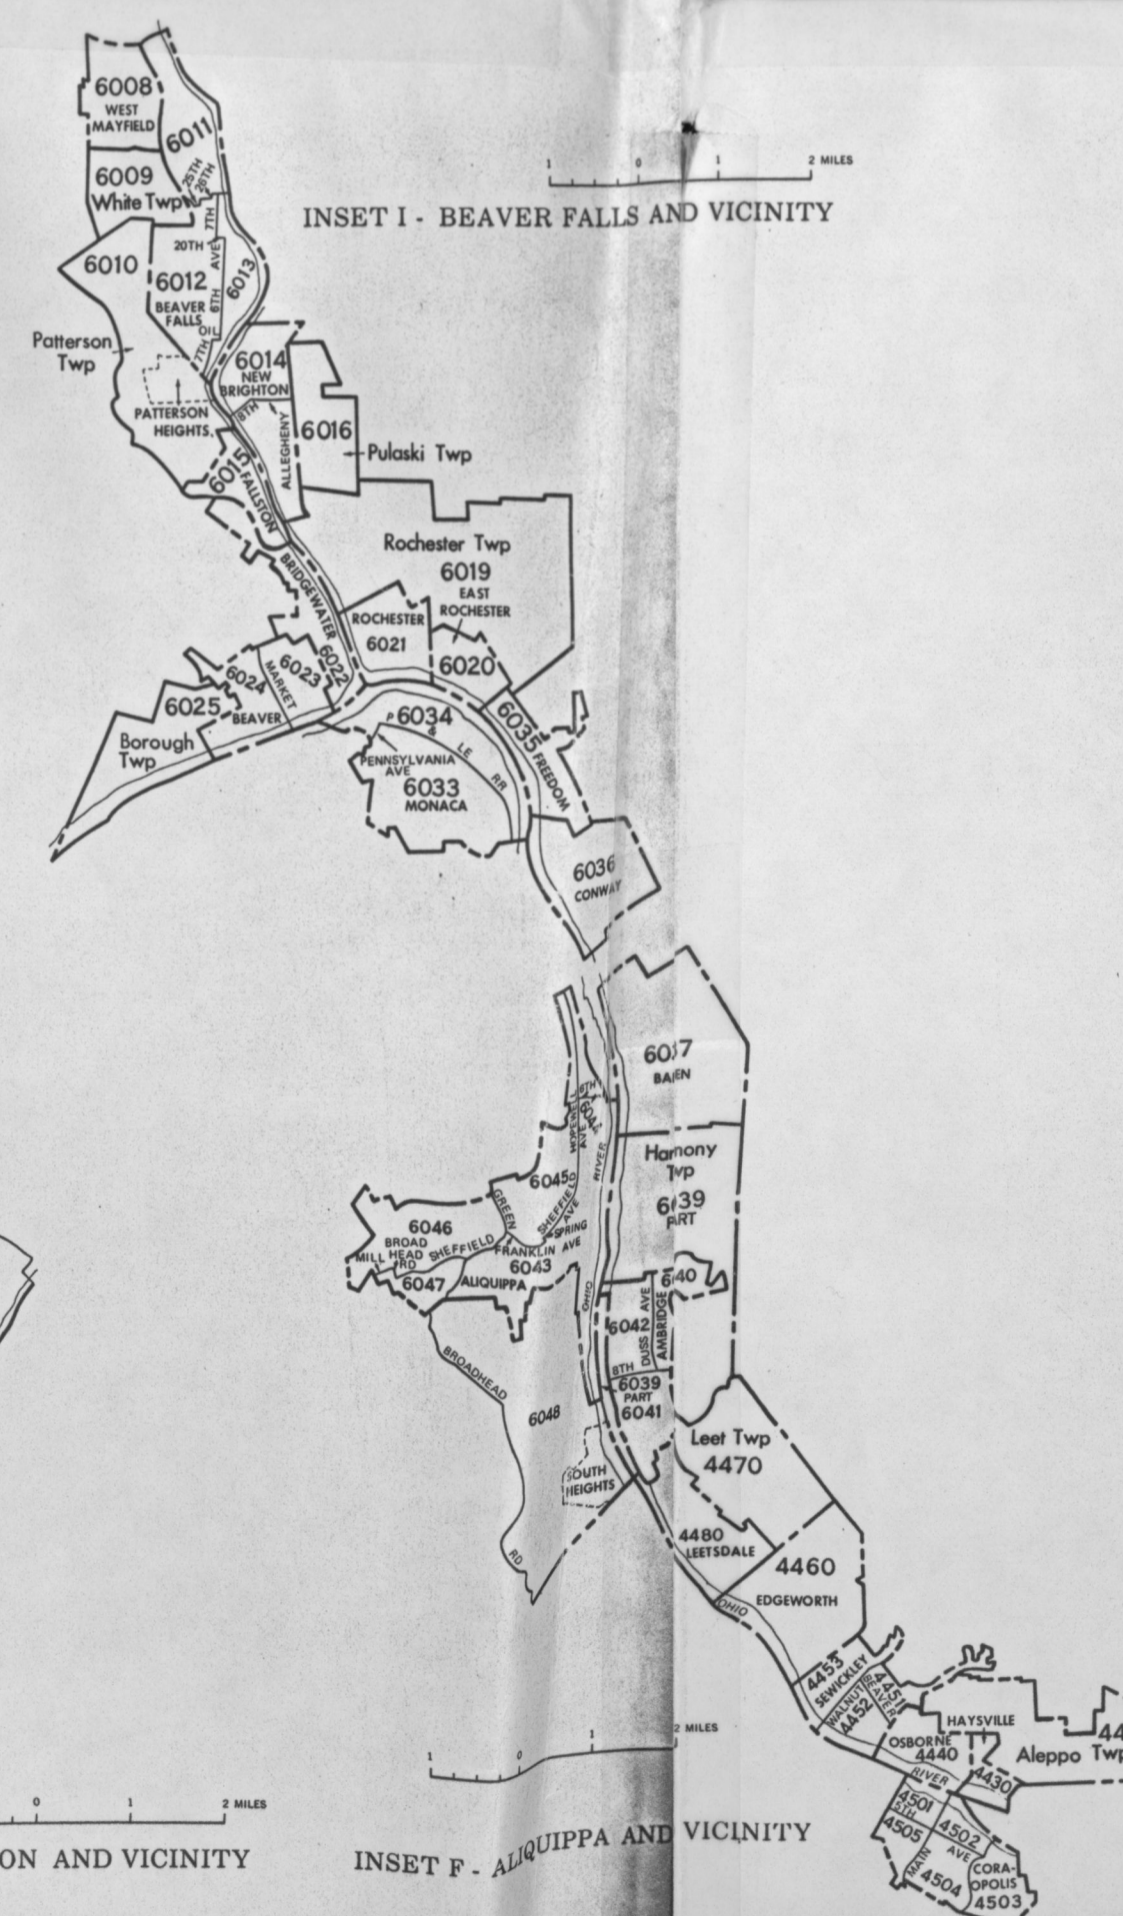 6008
WEST
MAYFIELD
6011
6009
White Twp
25TH
26TH
7TH
1 0 1 2 MILES
INSET I - BEAVER FALLS AND VICINITY
20TH
AVE
6TH
6010
6012
6013
BEAVER
FALLS
OIL
7TH
Patterson
Twp
6014
NEW
BRIGHTON
8TH
ALLEGHENY
PATTERSON
HEIGHTS
6016
Pulaski Twp
6015
FALLSTON
Rochester Twp
6019
EAST
ROCHESTER
BRIDGEWATER
6022
ROCHESTER
6021
6020
6023
6024
MARKET
6025
BEAVER
Borough
Twp
6034
P & LE RR
PENNSYLVANIA
AVE
6033
MONACA
6035
FREEDOM
6036
CONWAY
BA EN
6TH
HOPEWELL
AVE
RIVER
Ha mony
Twp
PART
6045
GREEN
SHEFFIELD
AVE
6046
BROAD
HEAD
RD
MILL
SHEFFIELD
SPRING
FRANKLIN AVE
6043
6047
ALIQUIPPA
OHIO
6042
DUSS AVE
AMBRIDGE
8TH
6039
PART
6041
BROADHEAD
6048
SOUTH
HEIGHTS
RD
Leet Twp
4470
4480
LEETSDALE
4460
EDGEWORTH
OHIO
4453
SEWICKLEY
4451
BEAVER
WALNUT
4452
HAYSVILLE
OSBORNE
4440
44
Aleppo Twp
RIVER
4430
4501
5TH
4505
4502
AVE
MAIN
4504
CORA-
OPOLIS
4503
1 0 1 2 MILES
INSET F - ALIQUIPPA AND VICINITY
0 1 2 MILES
ON AND VICINITY